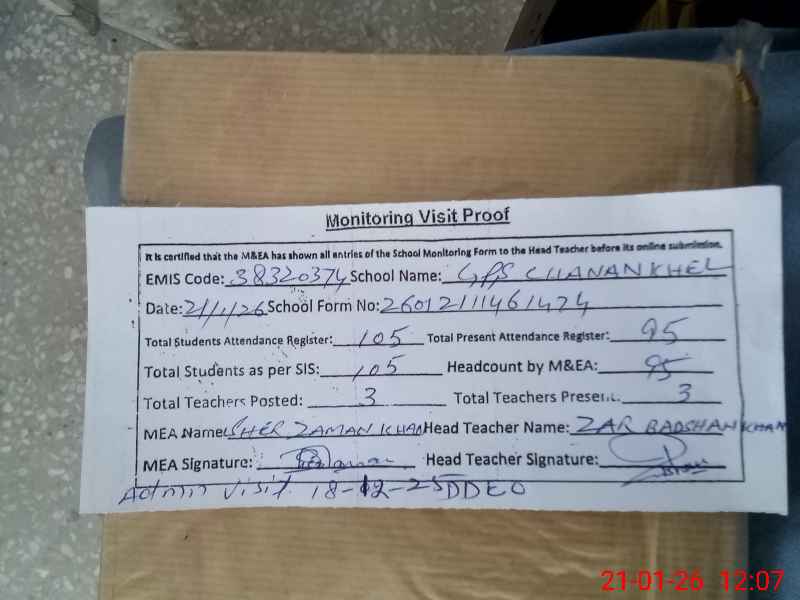 Monitoring Visit Proof
It is certified that the M&EA has shown all entries of the School Monitoring Form to the Head Teacher before its online submission.
EMIS Code: 38320374 School Name: GPS CHANANKHEL
Date: 21/1/26 School Form No: 26012111461474
Total Students Attendance Register: 105 Total Present Attendance Register: 95
Total Students as per SIS: 105 Headcount by M&EA: 95
Total Teachers Posted: 3 Total Teachers Present: 3
MEA Name: SHER ZAMAN KHAN Head Teacher Name: ZAR BADSHAH KHAN
MEA Signature: Head Teacher Signature:
Admin Visit 18-12-25 DDEO
21-01-26 12:07